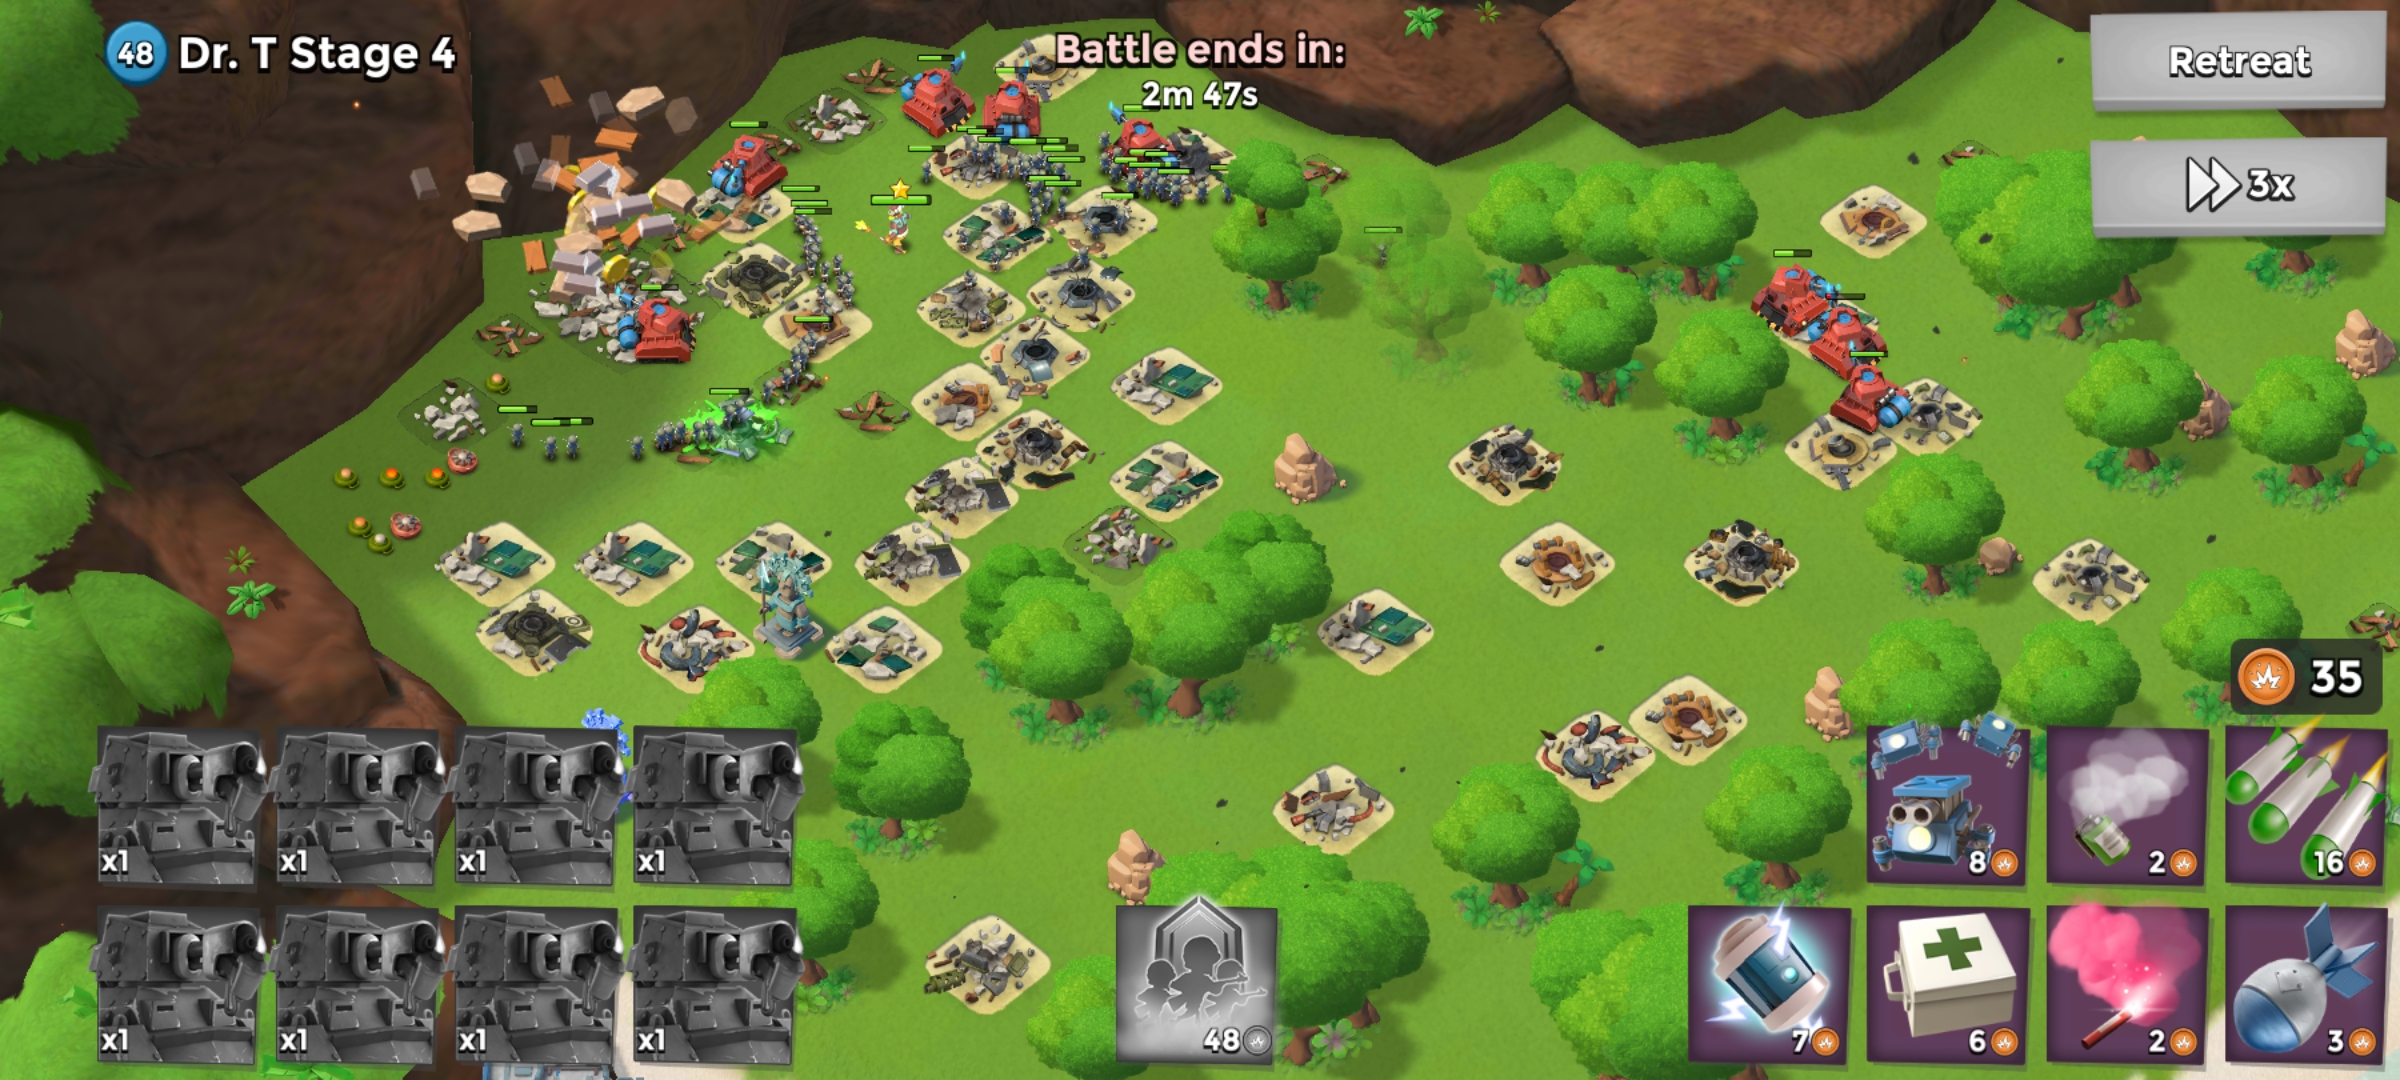 48 Dr. T Stage 4
Battle ends in:
2m 47s
Retreat
3x
35
8
2
16
x1
x1
x1
x1
x1
x1
x1
x1
48
7
6
2
3